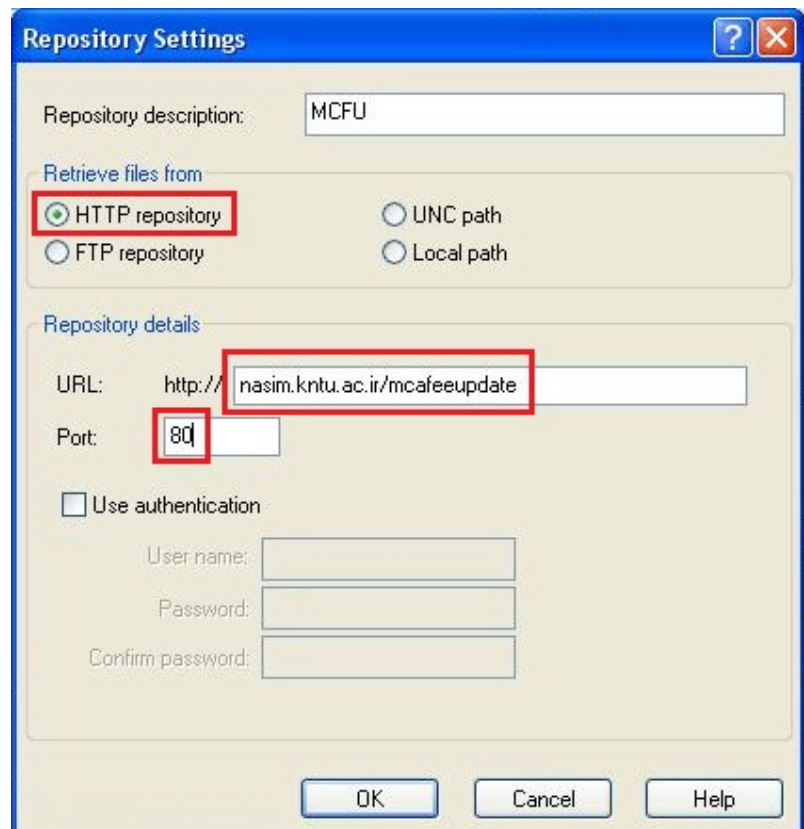 Repository Settings
Repository description: MCFU
Retrieve files from
HTTP repository UNC path
FTP repository Local path
Repository details
URL: http:// nasim.kntu.ac.ir/mcafeeupdate
Port: 80
Use authentication
User name:
Password:
Confirm password:
OK Cancel Help